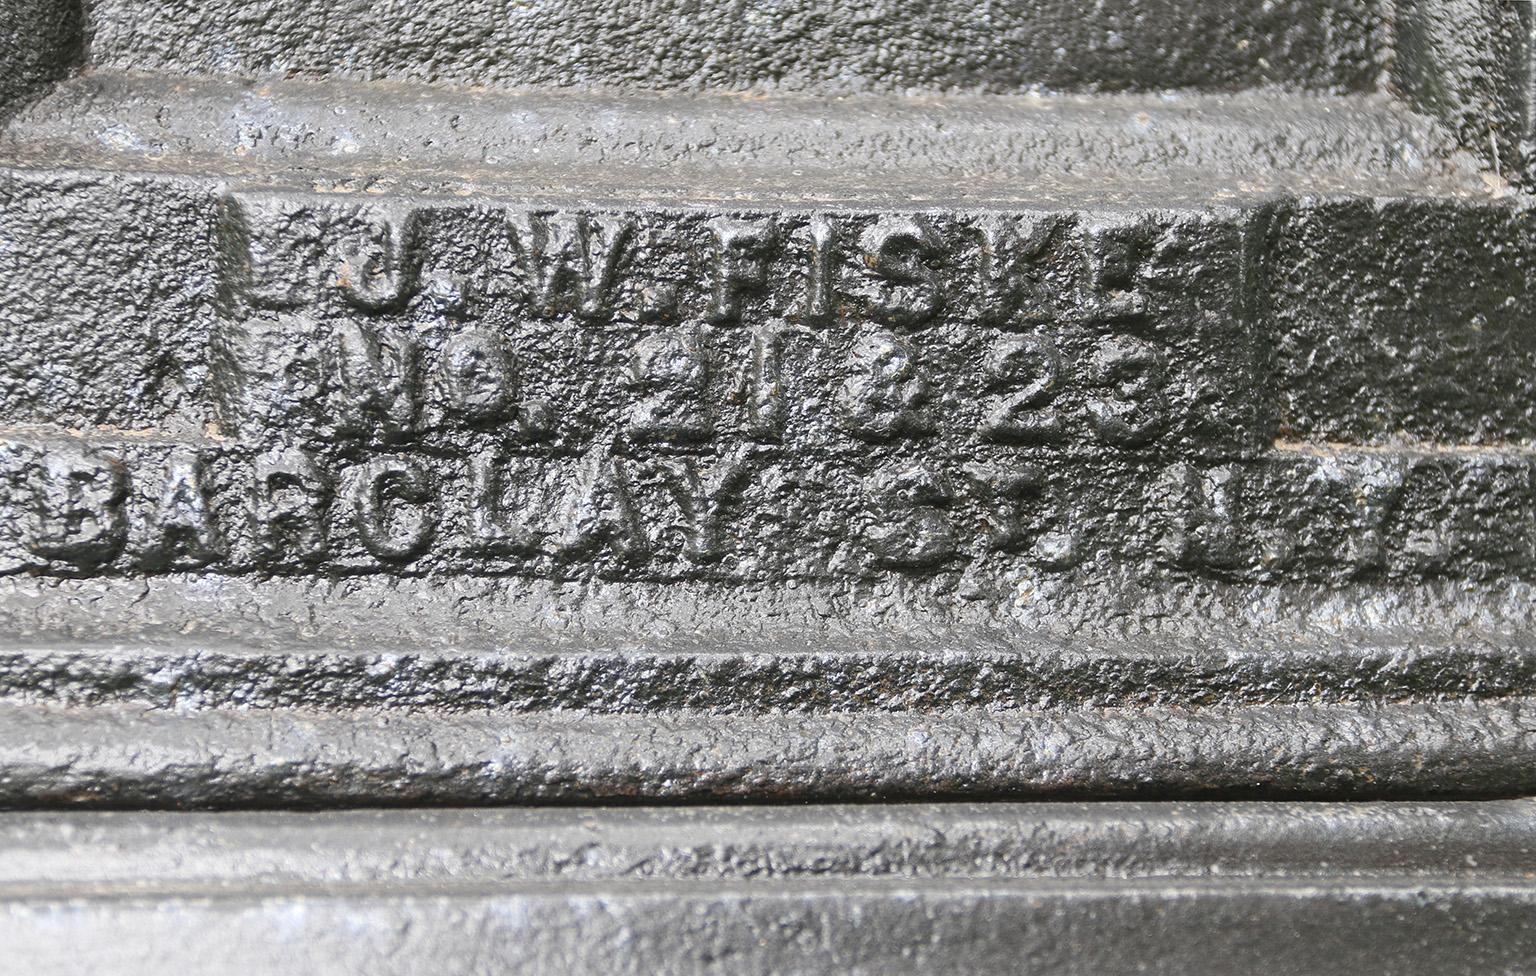 J. W. FISKE
No. 21 & 23
BARCLAY ST. N.Y.